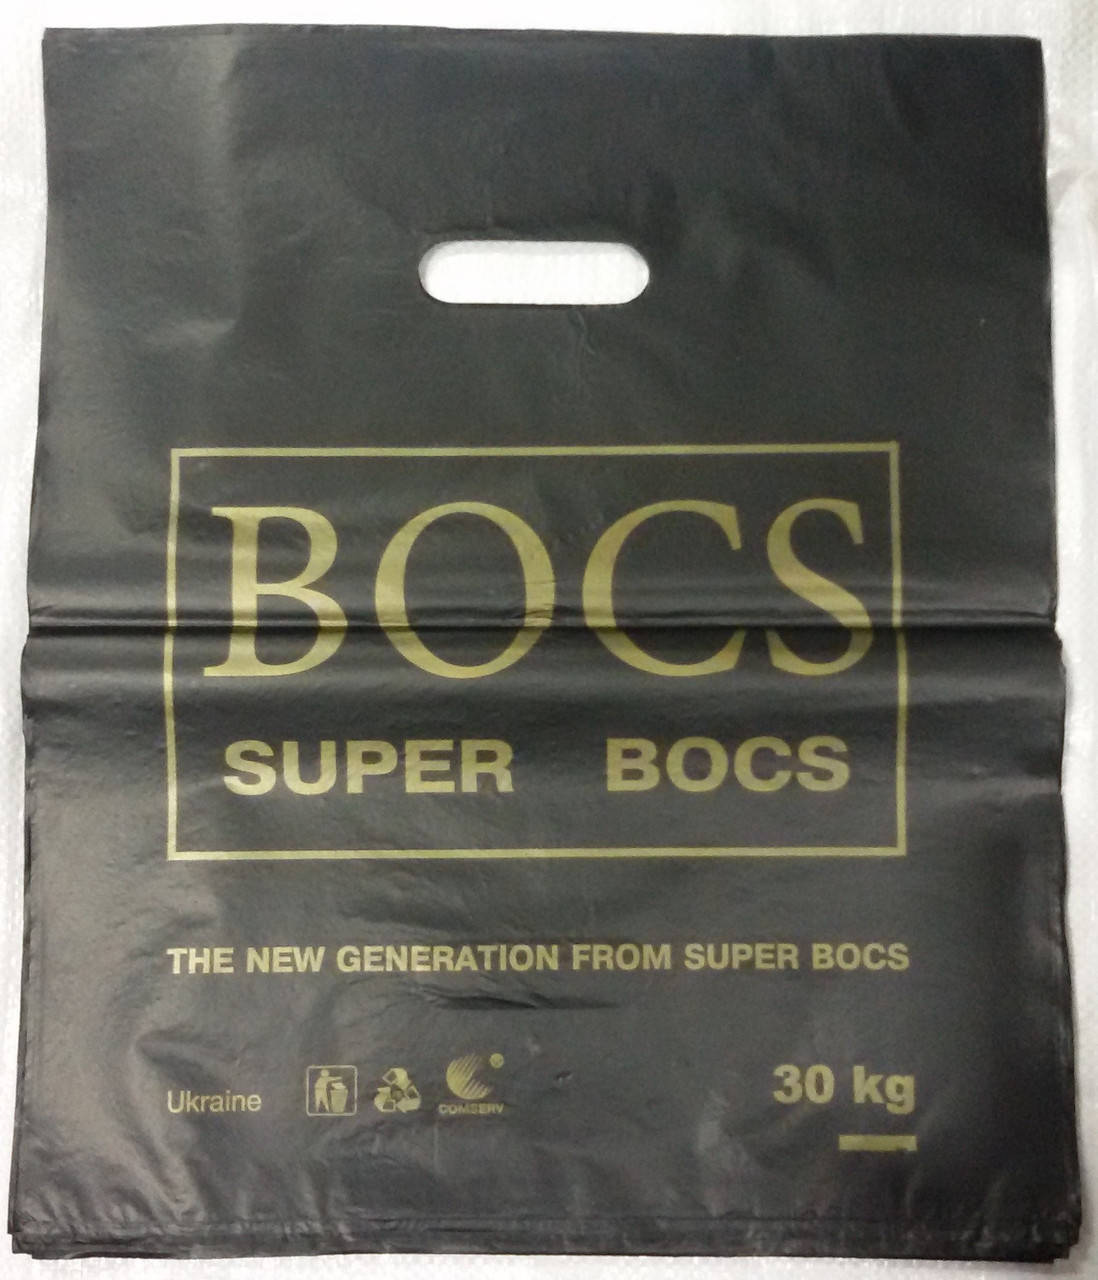 BOCS
SUPER BOCS
THE NEW GENERATION FROM SUPER BOCS
Ukraine
COMSERV
30 kg